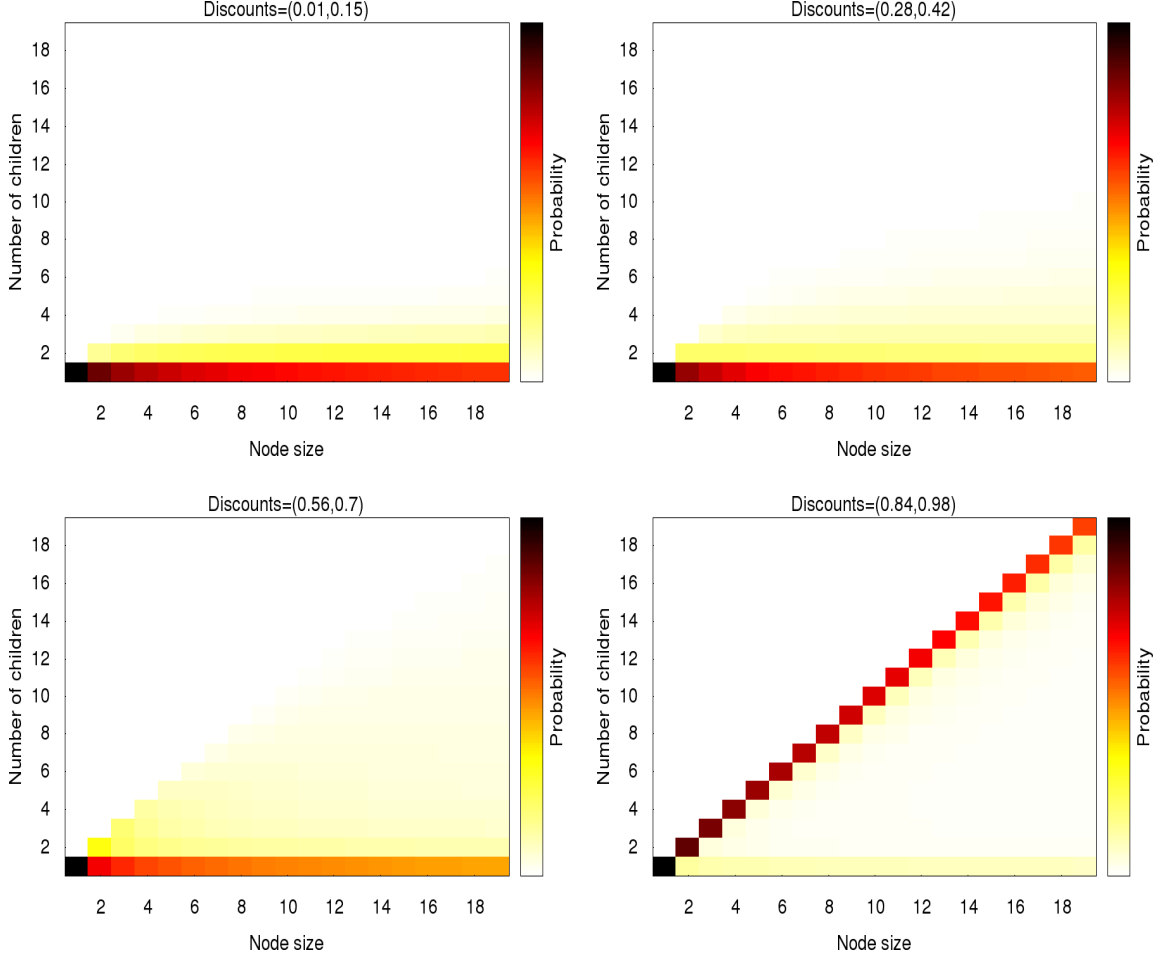 Discounts=(0.01,0.15)
Number of children
18
16
14
12
10
8
6
4
2
2 4 6 8 10 12 14 16 18
Node size
Probability
Discounts=(0.28,0.42)
Number of children
18
16
14
12
10
8
6
4
2
2 4 6 8 10 12 14 16 18
Node size
Probability
Discounts=(0.56,0.7)
Number of children
18
16
14
12
10
8
6
4
2
2 4 6 8 10 12 14 16 18
Node size
Probability
Discounts=(0.84,0.98)
Number of children
18
16
14
12
10
8
6
4
2
2 4 6 8 10 12 14 16 18
Node size
Probability